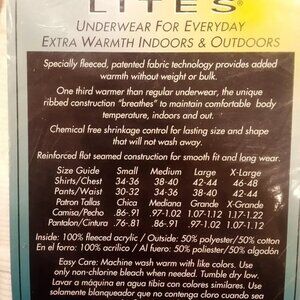 LITES®
UNDERWEAR FOR EVERYDAY
EXTRA WARMTH INDOORS & OUTDOORS
Specially fleeced, patented fabric technology provides added
warmth without weight or bulk.
One third warmer than regular underwear, the unique
ribbed construction "breathes" to maintain comfortable body
temperature, indoors and out.
Chemical free shrinkage control for lasting size and shape
that will not wash away.
Reinforced flat seamed construction for smooth fit and long wear.
Size Guide Small Medium Large X-Large
Shirts/Chest 34-36 38-40 42-44 46-48
Pants/Waist 30-32 34-36 38-40 42-44
Patron Tallas Chica Mediana Grande X-Grande
Camisa/Pecho .86-.91 .97-1.02 1.07-1.12 1.17-1.22
Pantalon/Cintura .76-.81 .86-.91 .97-1.02 1.07-1.12
Inside: 100% fleeced acrylic / Outside: 50% polyester/50% cotton
En el forro: 100% acrílico / Al fuero: 50% poliester/50% algodón
Easy Care: Machine wash warm with like colors. Use
only non-chlorine bleach when needed. Tumble dry low.
Lavar a máquina en agua tibia con colores similares. Use
solamente blanqueador que no contenga cloro cuando sea